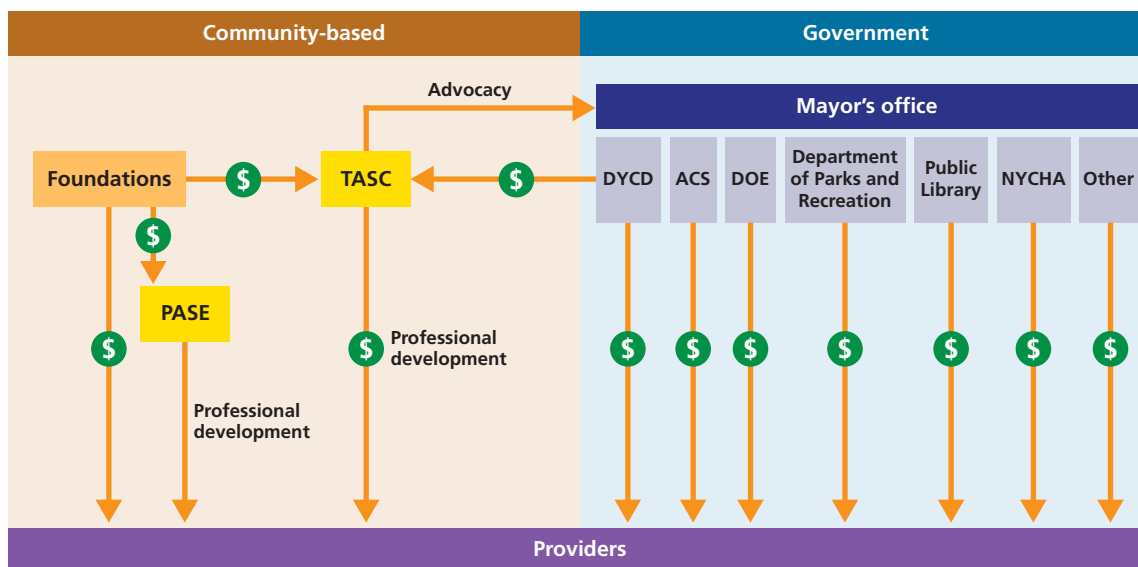 Community-based
Government
Advocacy
Mayor’s office
Foundations
$
TASC
$
DYCD
ACS
DOE
Department
of Parks and
Recreation
Public
Library
NYCHA
Other
$
PASE
$
$
Professional
development
$
$
$
$
$
$
$
Professional
development
Providers